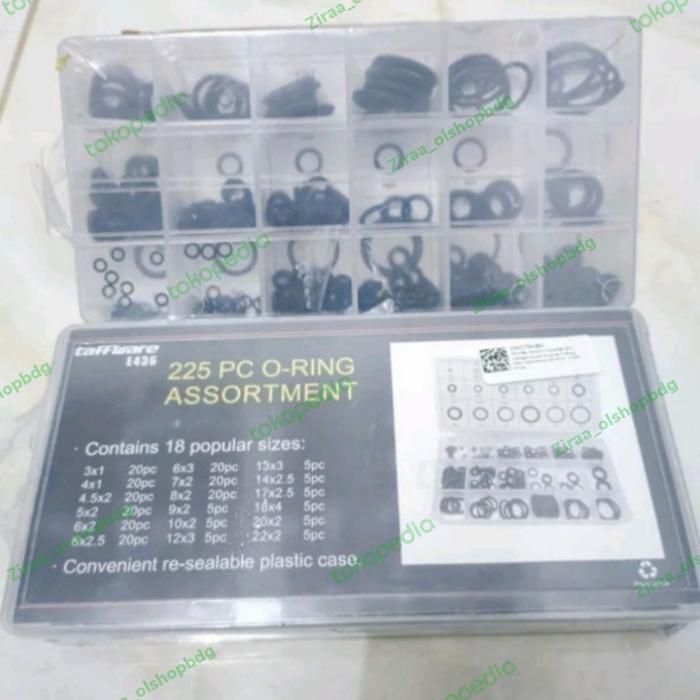 taffware
E436
225 PC O-RING
ASSORTMENT
· Contains 18 popular sizes:
3x1 20pc 6x3 20pc 13x3 5pc
4x1 20pc 7x2 20pc 14x2.5 5pc
4.5x2 20pc 8x2 20pc 17x2.5 5pc
5x2 20pc 9x2 5pc 18x4 5pc
6x2 20pc 10x2 5pc 20x2 5pc
20pc 12x3 5pc 22x2 5pc
· Convenient re-sealable plastic case.
tokopedia
Ziraa_olshopbdg